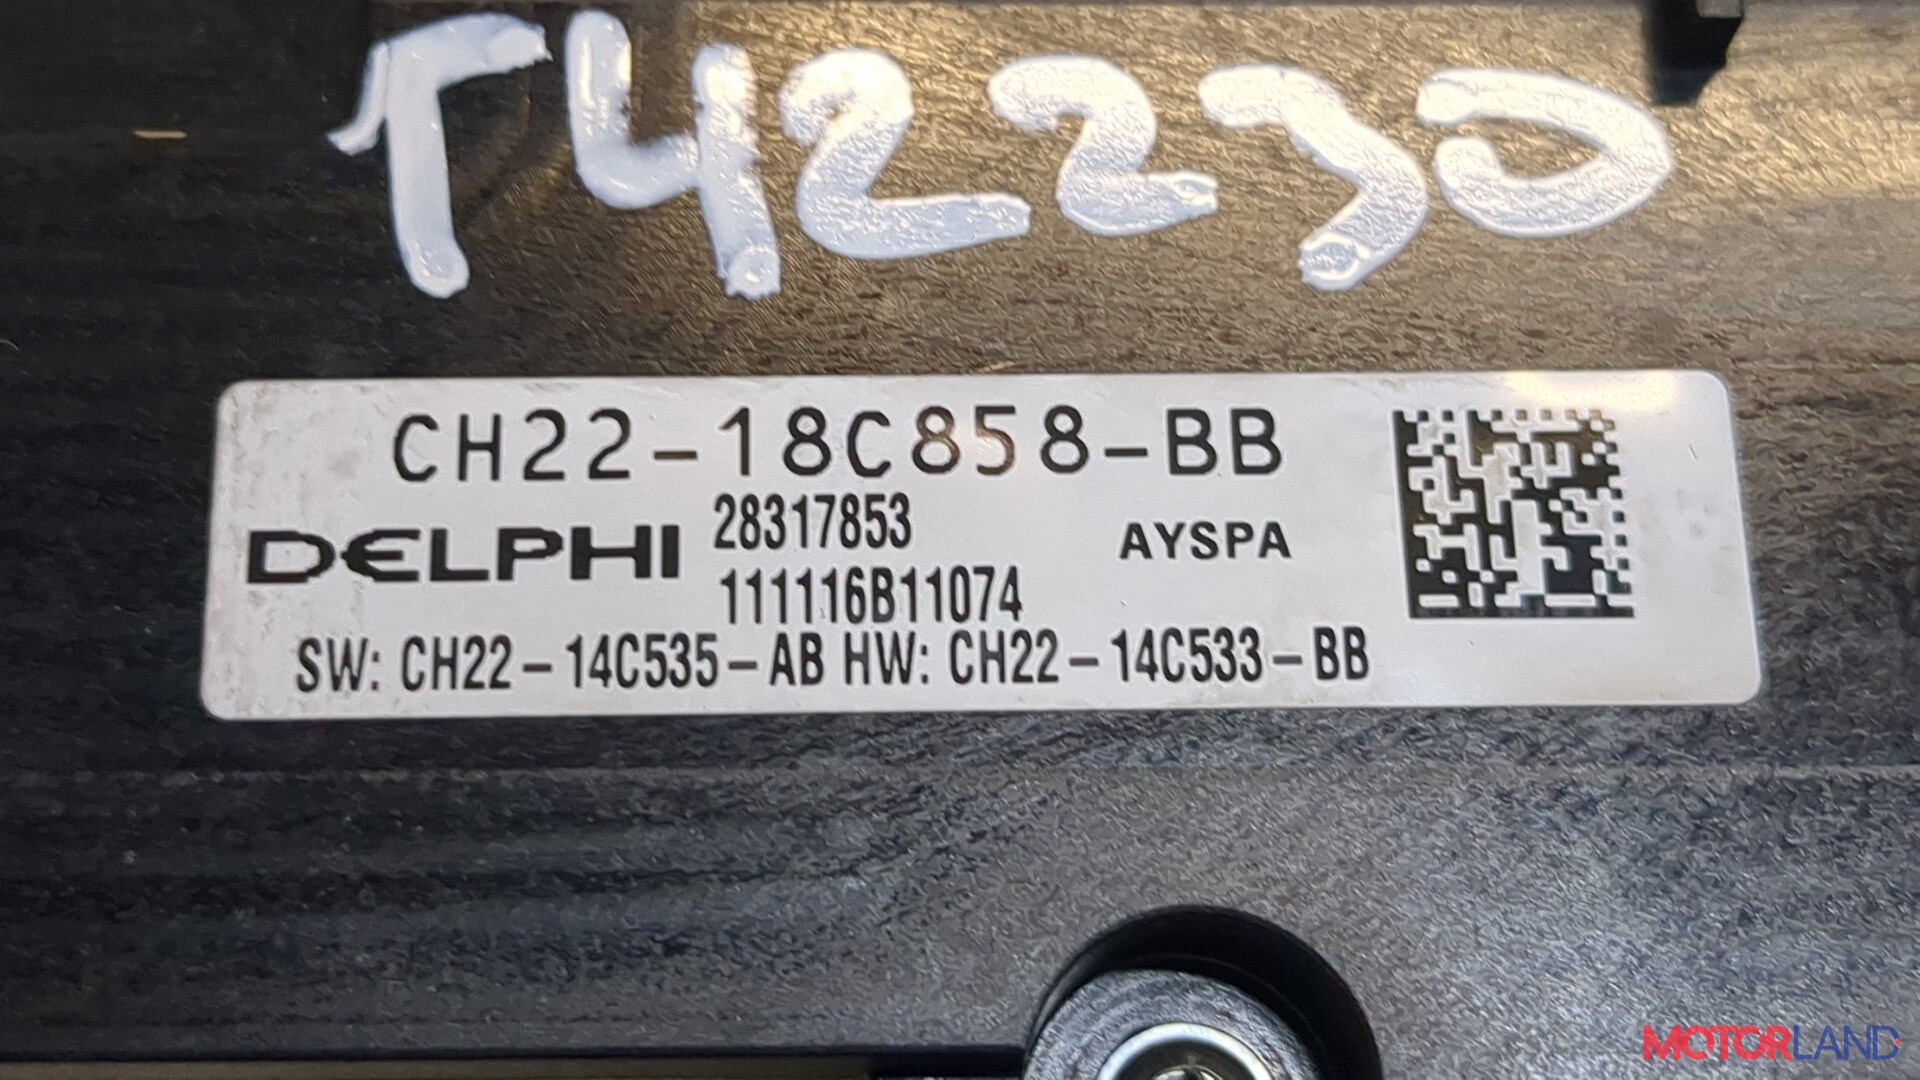 T42230
CH22-18C858-BB
DELPHI
28317853
AYSPA
111116B11074
SW: CH22-14C535-AB HW: CH22-14C533-BB
MOTORLAND